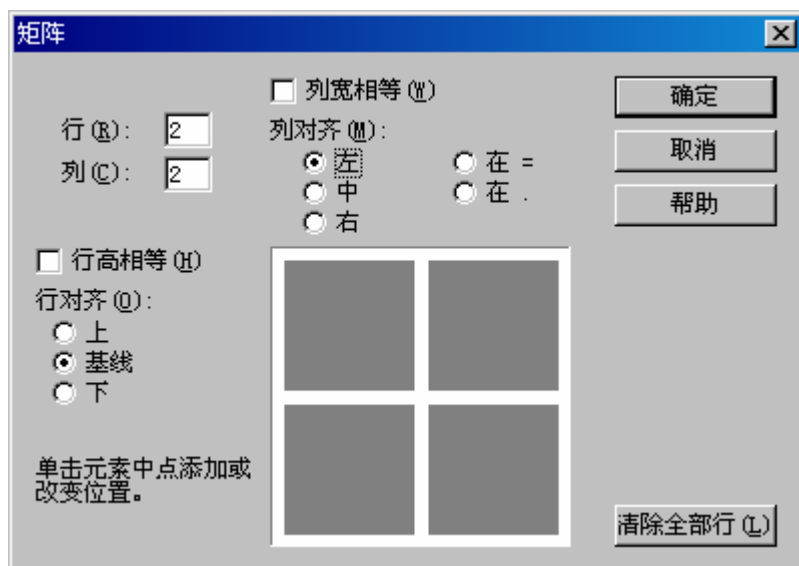 矩阵
列宽相等(W)
确定
行(R): 2
列对齐(M):
列(C): 2
左
在 =
取消
中
在 .
右
帮助
行高相等(H)
行对齐(O):
上
基线
下
单击元素中点添加或
改变位置。
清除全部行(L)